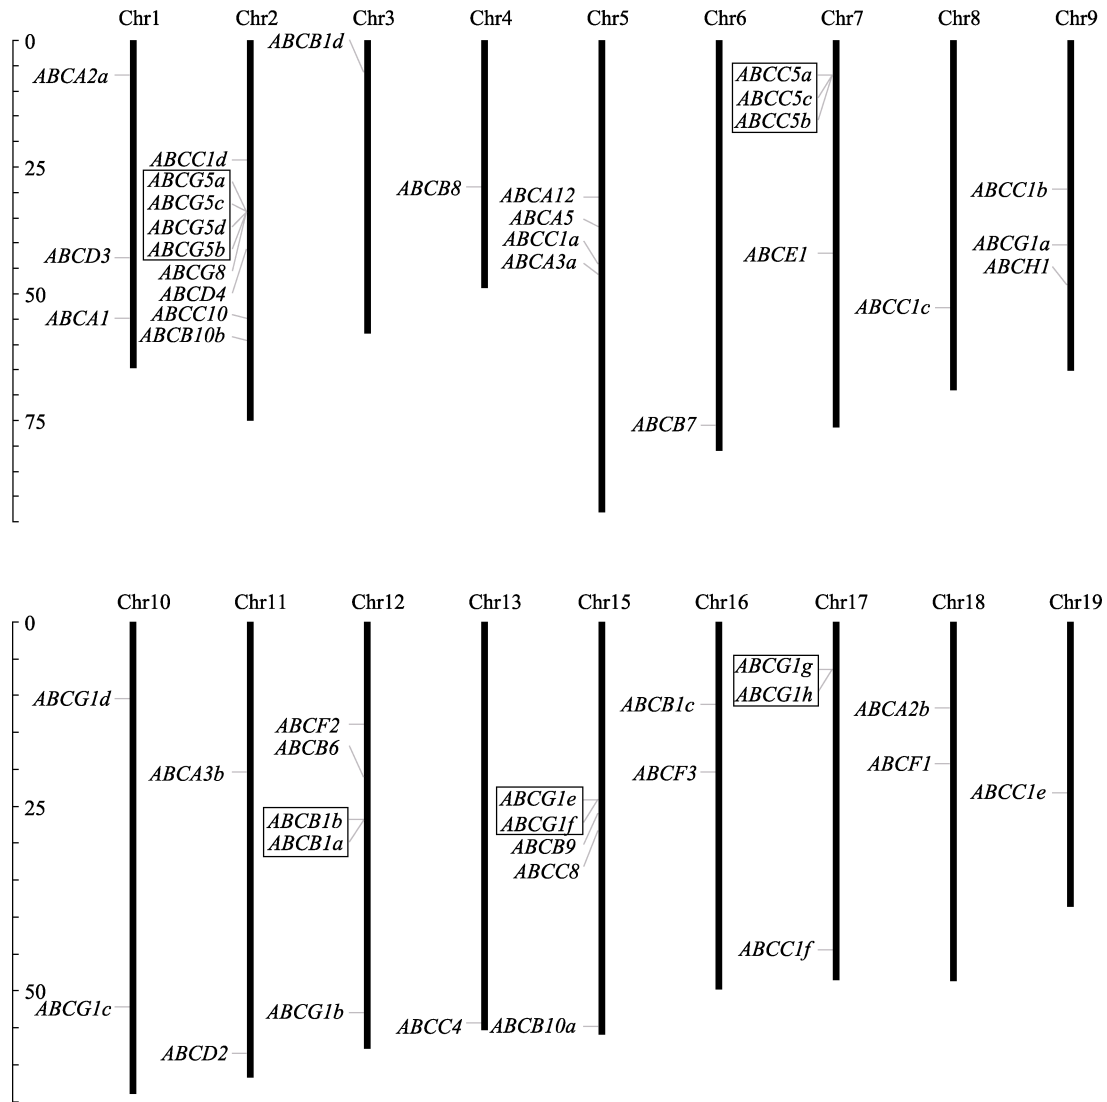 Chr1 Chr2 Chr3 Chr4 Chr5 Chr6 Chr7 Chr8 Chr9
0
ABCB1d
ABCA2a
ABCC5a
ABCC5c
ABCC5b
25
ABCC1d
ABCG5a
ABCG5c
ABCG5d
ABCG5b
ABCG8
ABCD4
ABCC10
ABCB10b
ABCB8
ABCA12
ABCA5
ABCC1a
ABCA3a
ABCC1b
ABCG1a
ABCH1
ABCD3
ABCE1
50
ABCA1
ABCC1c
75
ABCB7
Chr10 Chr11 Chr12 Chr13 Chr15 Chr16 Chr17 Chr18 Chr19
0
ABCG1g
ABCG1h
ABCG1d
ABCB1c
ABCA2b
ABCF2
ABCB6
ABCA3b
ABCF3
ABCF1
25
ABCG1e
ABCG1f
ABCB9
ABCC8
ABCC1e
ABCB1b
ABCB1a
ABCC1f
50
ABCG1c
ABCG1b
ABCC4
ABCB10a
ABCD2